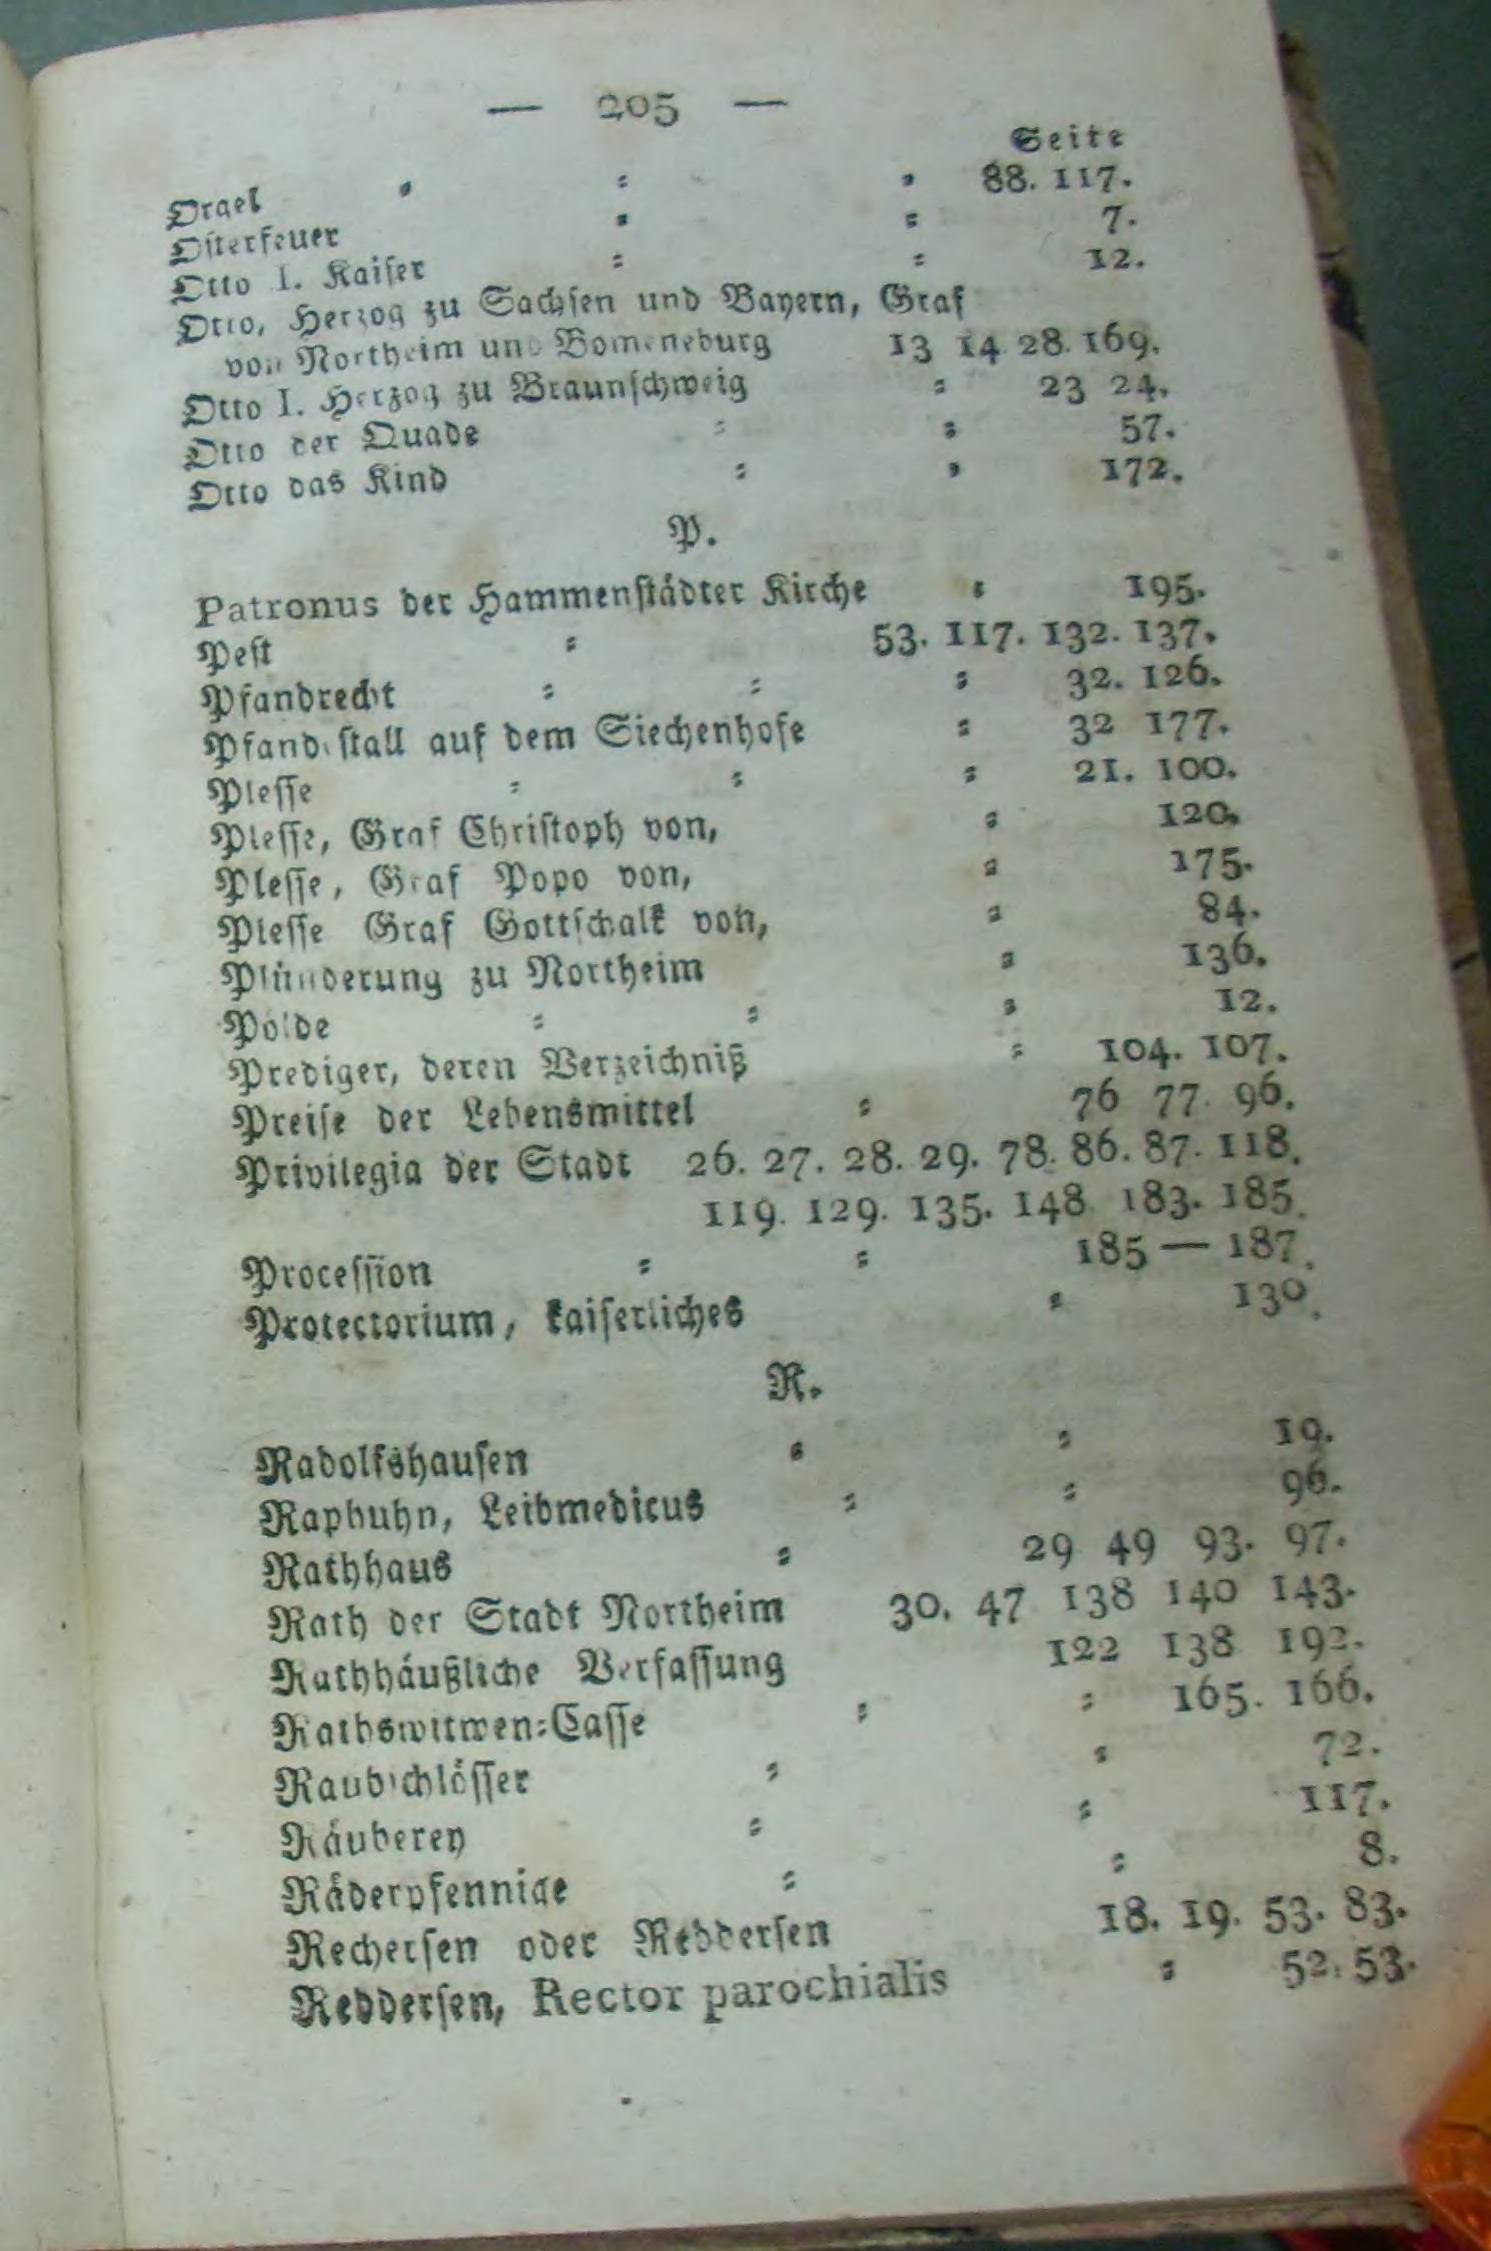 — 205 —
Seite
Orgel = = = 88. 117.
Osterfeuer = = 7.
Otto I. Kaiser = = 12.
Otto, Herzog zu Sachsen und Bayern, Graf
von Northeim und Bomeneburg 13 14 28. 169.
Otto I. Herzog zu Braunschweig = 23 24.
Otto der Quade = = 57.
Otto das Kind = = 172.
P.
Patronus der Hammenstädter Kirche = 195.
Pest = 53. 117. 132. 137.
Pfandrecht = = = 32. 126.
Pfandestall auf dem Siechenhofe = 32 177.
Plesse = = = 21. 100.
Plesse, Graf Christoph von, = 120.
Plesse, Graf Popo von, = 175.
Plesse Graf Gottschalk von, = 84.
Plünderung zu Northeim = 136.
Polde = = = 12.
Prediger, deren Verzeichniß = 104. 107.
Preise der Lebensmittel = 76 77. 96.
Privilegia der Stadt 26. 27. 28. 29. 78. 86. 87. 118.
119. 129. 135. 148. 183. 185.
Procession = = 185 — 187.
Protectorium, kaiserliches = 130.
R.
Radolfshausen = = 19.
Raphuhn, Leibmedicus = = 96.
Rathhaus = 29 49 93. 97.
Rath der Stadt Northeim 30. 47 138 140 143.
Rathhäußliche Verfassung 122 138 192.
Rathswitwen=Casse = = 165. 166.
Raubschlösser = = 72.
Räuberey = = 117.
Räderpfennige = = 8.
Rechersen oder Reddersen 18. 19. 53. 83.
Reddersen, Rector parochialis = 52. 53.